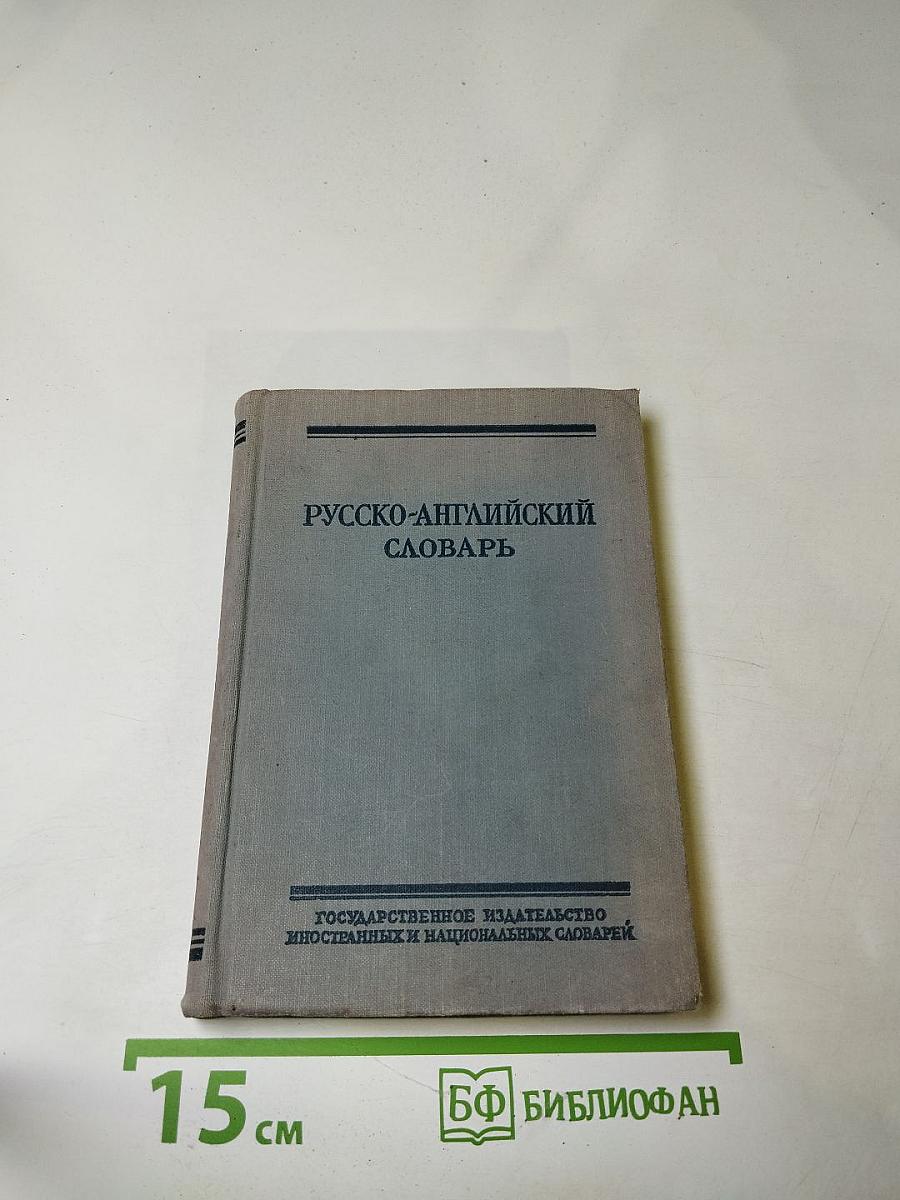 РУССКО-АНГЛИЙСКИЙ
СЛОВАРЬ
ГОСУДАРСТВЕННОЕ ИЗДАТЕЛЬСТВО
ИНОСТРАННЫХ И НАЦИОНАЛЬНЫХ СЛОВАРЕЙ
15 см
БФ БИБЛИОФАН